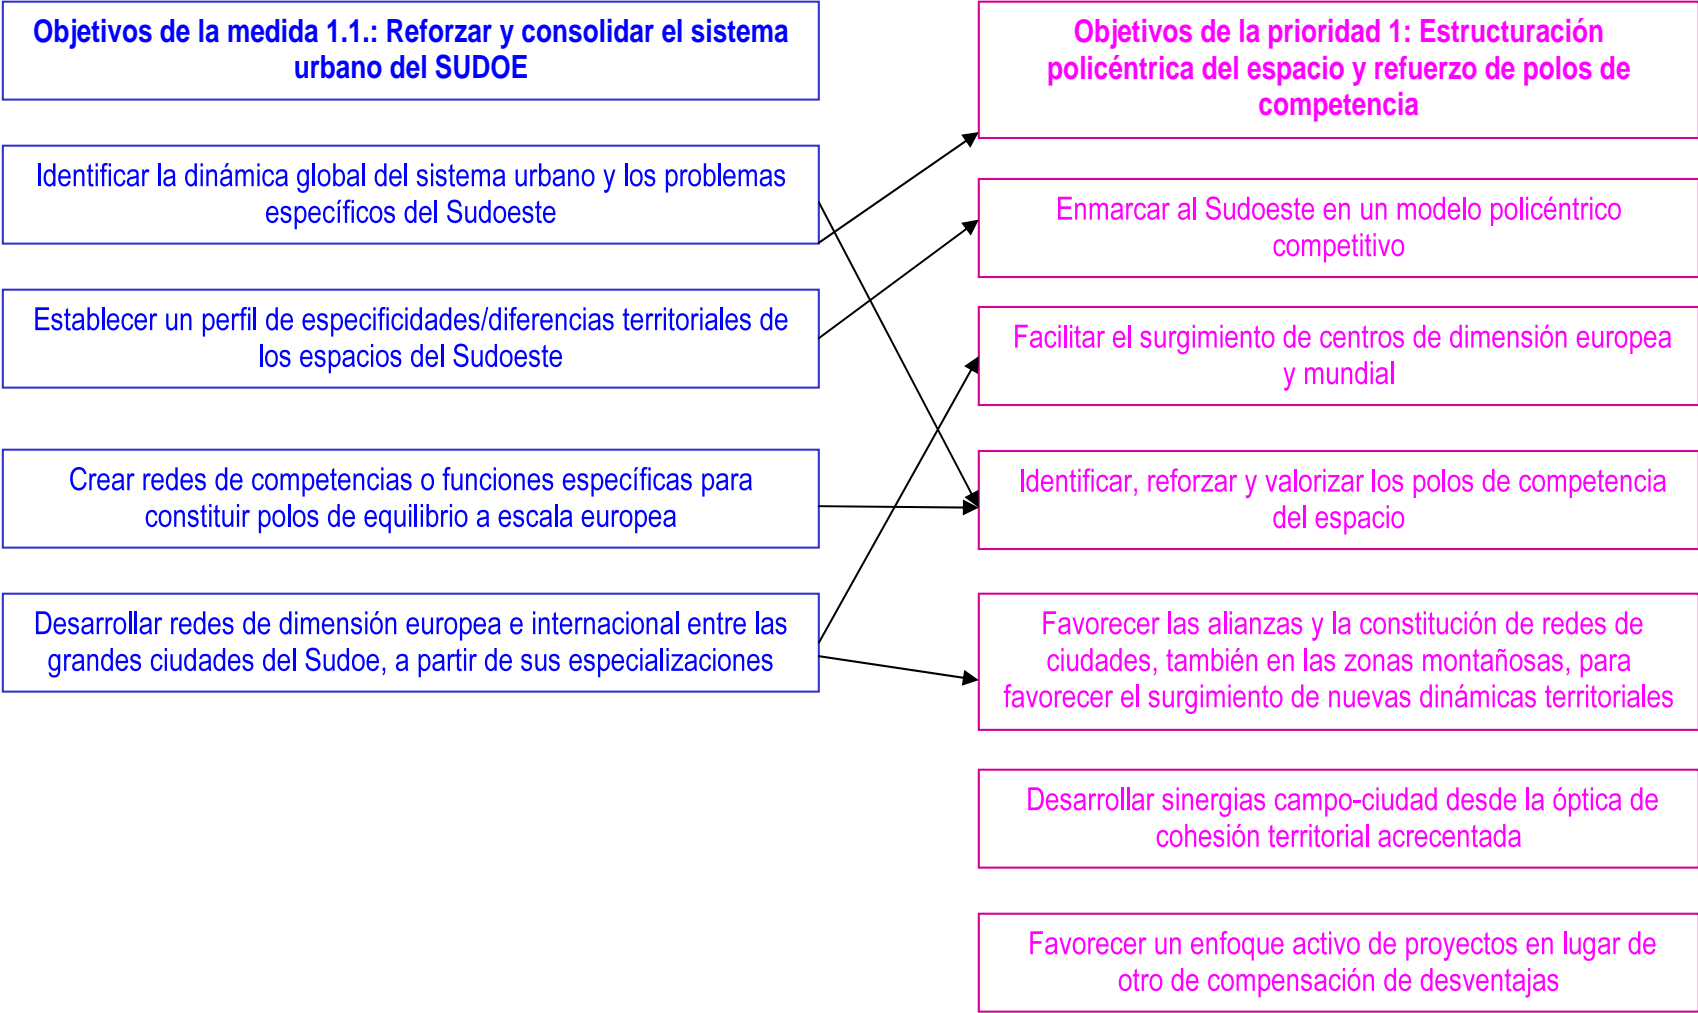 Objetivos de la medida 1.1.: Reforzar y consolidar el sistema
urbano del SUDOE
Identificar la dinámica global del sistema urbano y los problemas
específicos del Sudoeste
Establecer un perfil de especificidades/diferencias territoriales de
los espacios del Sudoeste
Crear redes de competencias o funciones específicas para
constituir polos de equilibrio a escala europea
Desarrollar redes de dimensión europea e internacional entre las
grandes ciudades del Sudoe, a partir de sus especializaciones
Objetivos de la prioridad 1: Estructuración
policéntrica del espacio y refuerzo de polos de
competencia
Enmarcar al Sudoeste en un modelo policéntrico
competitivo
Facilitar el surgimiento de centros de dimensión europea
y mundial
Identificar, reforzar y valorizar los polos de competencia
del espacio
Favorecer las alianzas y la constitución de redes de
ciudades, también en las zonas montañosas, para
favorecer el surgimiento de nuevas dinámicas territoriales
Desarrollar sinergias campo-ciudad desde la óptica de
cohesión territorial acrecentada
Favorecer un enfoque activo de proyectos en lugar de
otro de compensación de desventajas